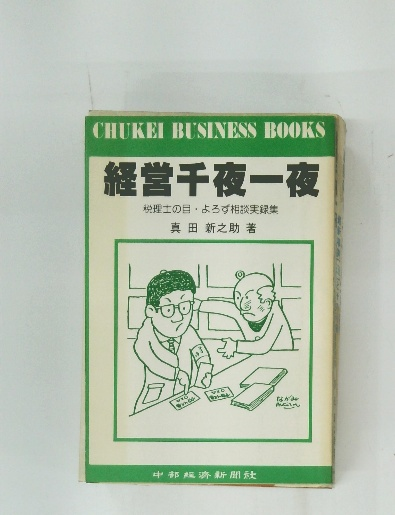 CHUKEI BUSINESS BOOKS
経営千夜一夜
税理士の目・よろず相談実録集
真田 新之助 著
中部経済新聞社